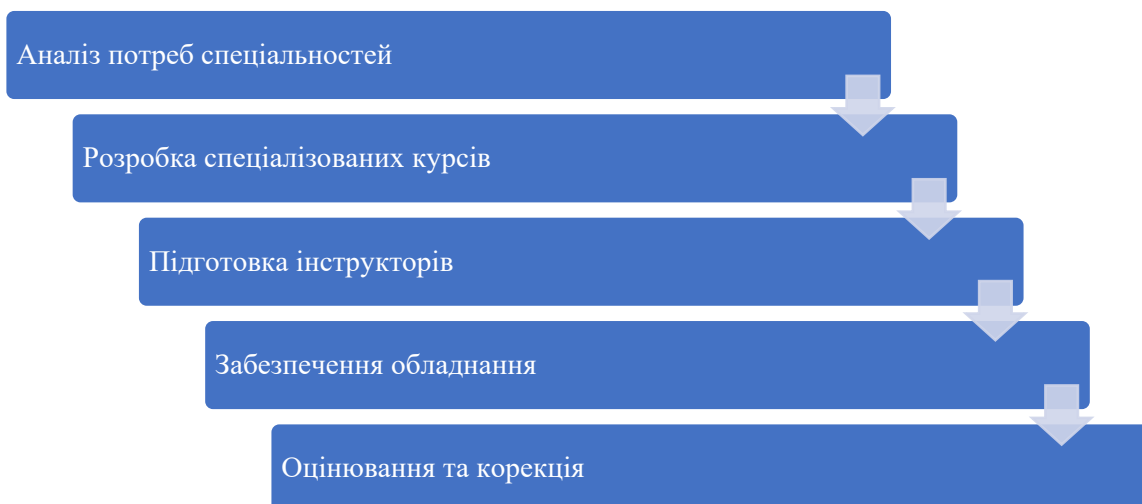 Аналіз потреб спеціальностей
Розробка спеціалізованих курсів
Підготовка інструкторів
Забезпечення обладнання
Оцінювання та корекція